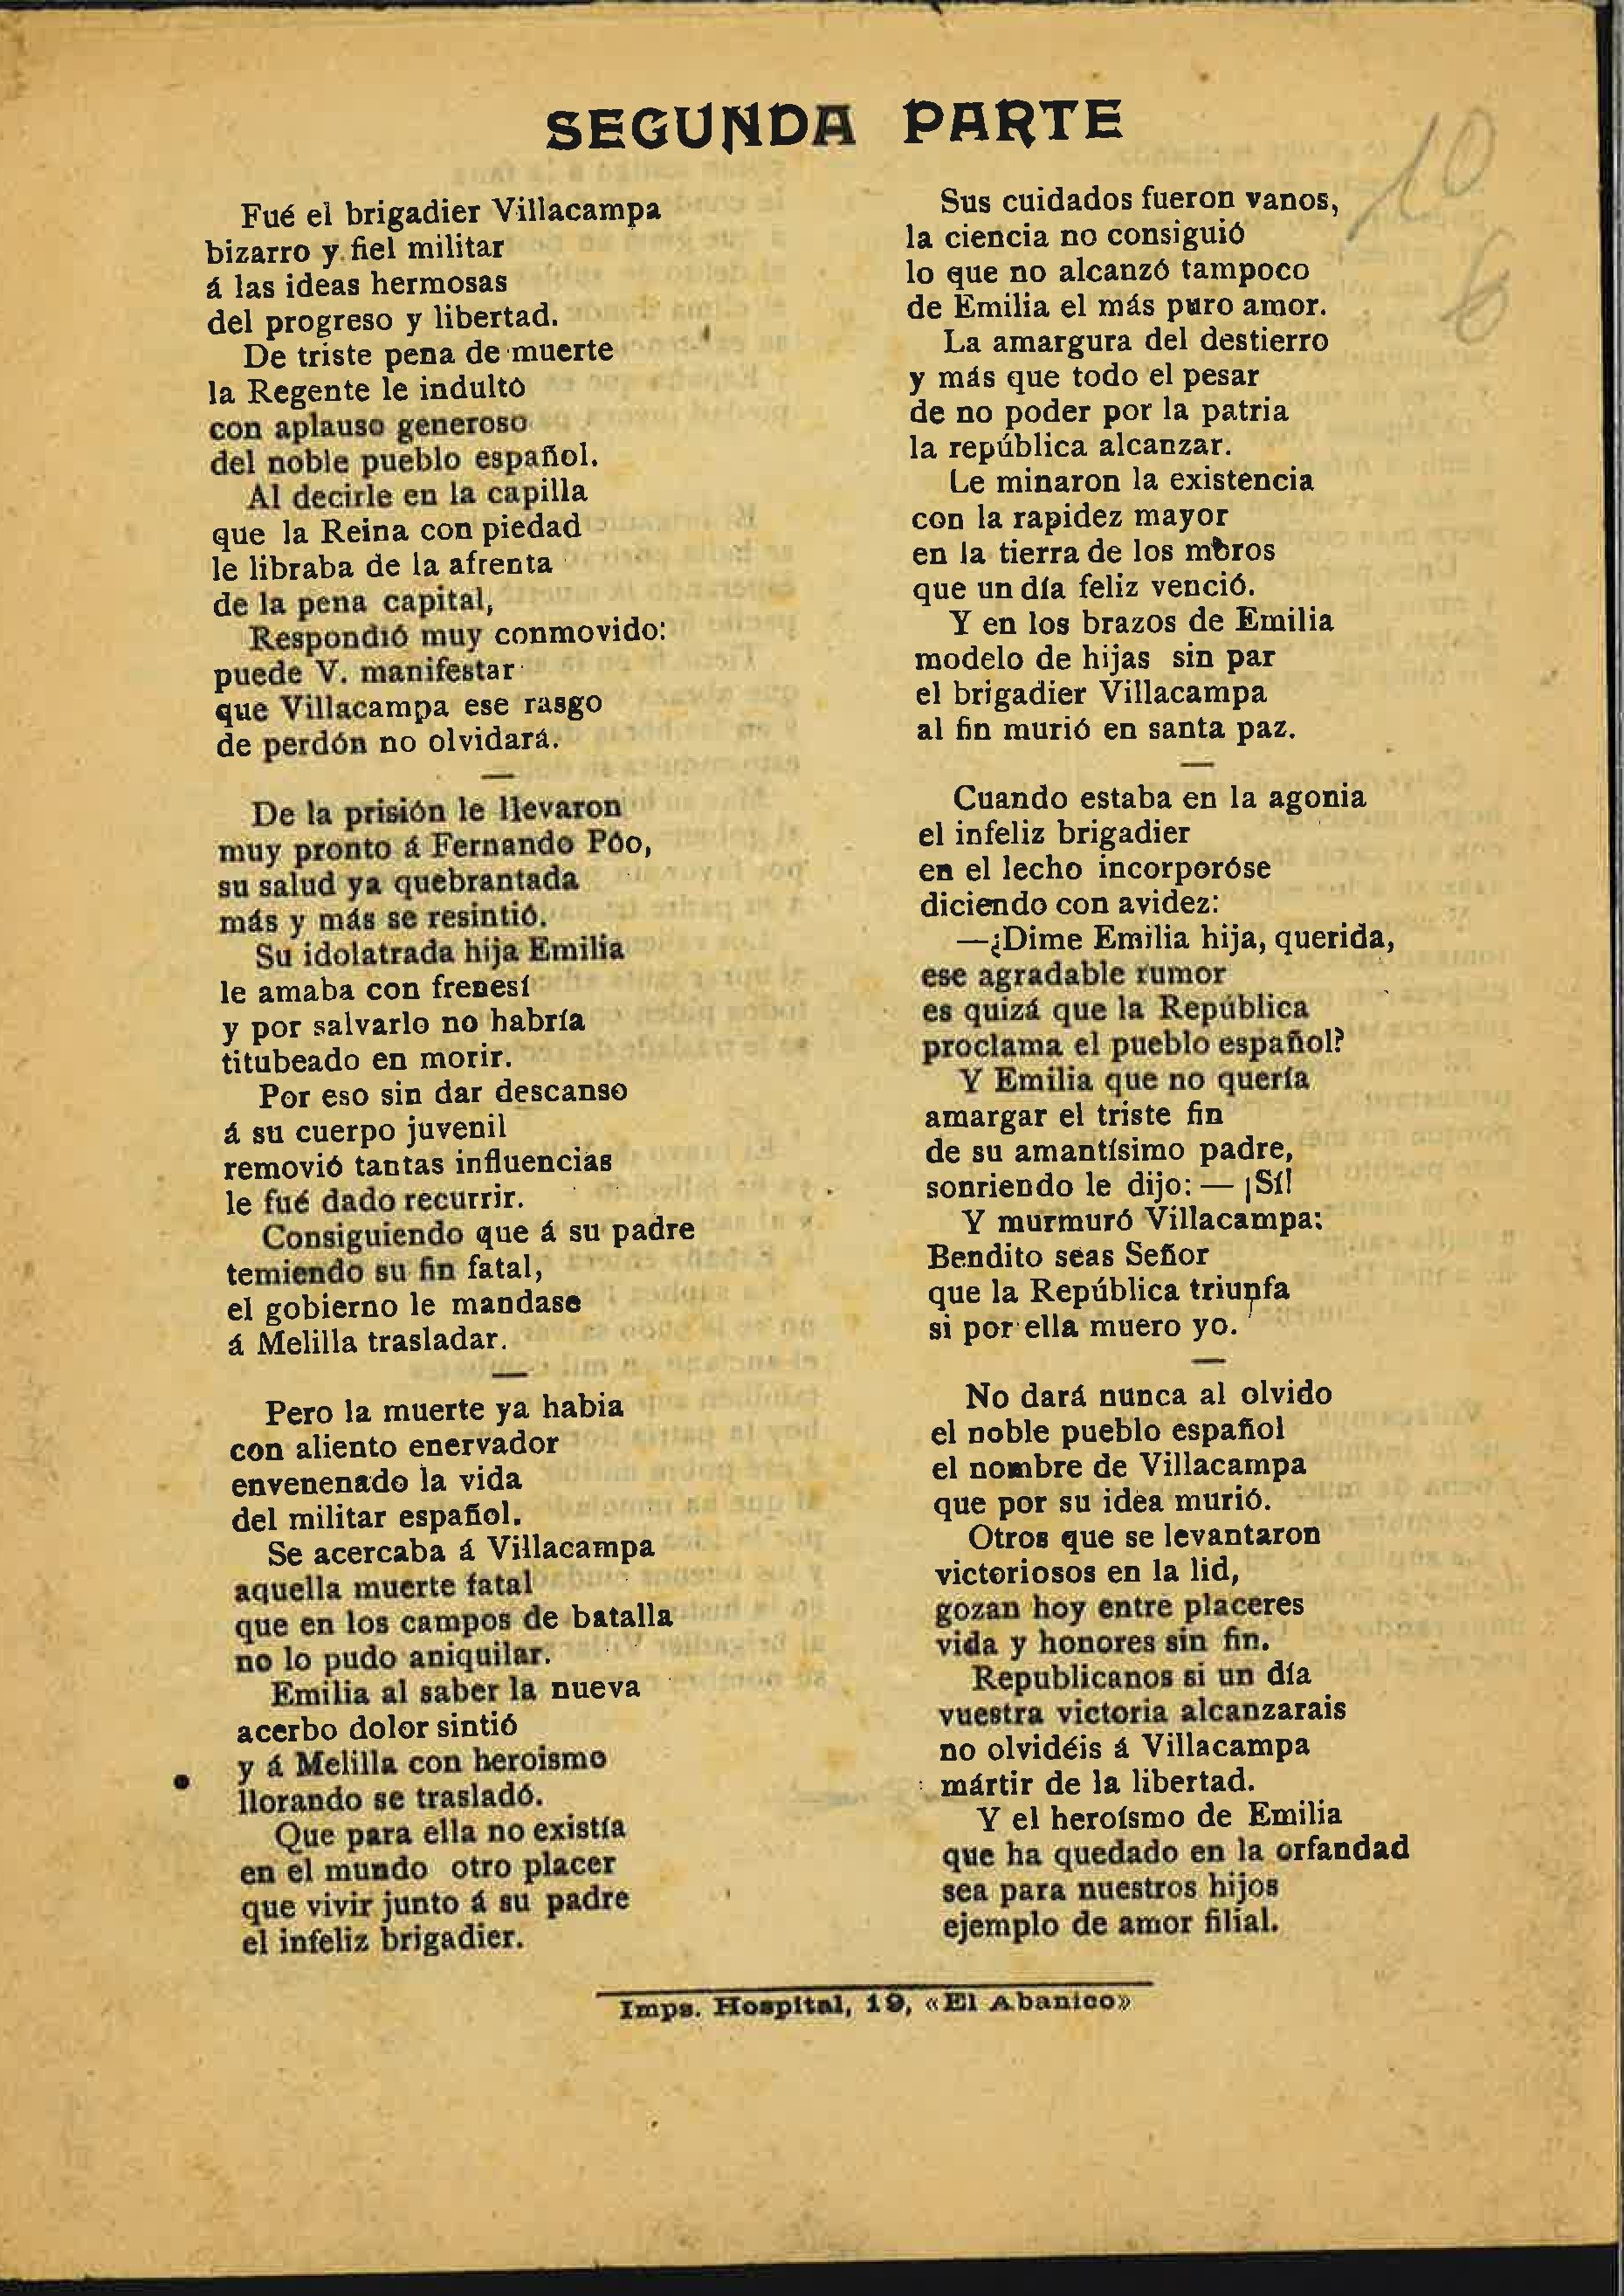 SEGUNDA PARTE
Fué el brigadier Villacampa
bizarro y fiel militar
á las ideas hermosas
del progreso y libertad.
De triste pena de muerte
la Regente le indultó
con aplauso generoso
del noble pueblo español.
Al decirle en la capilla
que la Reina con piedad
le libraba de la afrenta
de la pena capital,
Respondió muy conmovido:
puede V. manifestar
que Villacampa ese rasgo
de perdón no olvidará.
—
De la prisión le llevaron
muy pronto á Fernando Póo,
su salud ya quebrantada
más y más se resintió.
Su idolatrada hija Emilia
le amaba con frenesí
y por salvarlo no habría
titubeado en morir.
Por eso sin dar descanso
á su cuerpo juvenil
removió tantas influencias
le fué dado recurrir.
Consiguiendo que á su padre
temiendo su fin fatal,
el gobierno le mandase
á Melilla trasladar.
—
Pero la muerte ya habia
con aliento enervador
envenenado la vida
del militar español.
Se acercaba á Villacampa
aquella muerte fatal
que en los campos de batalla
no lo pudo aniquilar.
Emilia al saber la nueva
acerbo dolor sintió
y á Melilla con heroismo
llorando se trasladó.
Que para ella no existía
en el mundo otro placer
que vivir junto á su padre
el infeliz brigadier.
Sus cuidados fueron vanos,
la ciencia no consiguió
lo que no alcanzó tampoco
de Emilia el más puro amor.
La amargura del destierro
y más que todo el pesar
de no poder por la patria
la república alcanzar.
Le minaron la existencia
con la rapidez mayor
en la tierra de los moros
que un día feliz venció.
Y en los brazos de Emilia
modelo de hijas sin par
el brigadier Villacampa
al fin murió en santa paz.
—
Cuando estaba en la agonia
el infeliz brigadier
en el lecho incorporóse
diciendo con avidez:
—¿Dime Emilia hija, querida,
ese agradable rumor
es quizá que la República
proclama el pueblo español?
Y Emilia que no quería
amargar el triste fin
de su amantísimo padre,
sonriendo le dijo: — ¡Sí!
Y murmuró Villacampa:
Bendito seas Señor
que la República triunfa
si por ella muero yo.
—
No dará nunca al olvido
el noble pueblo español
el nombre de Villacampa
que por su idea murió.
Otros que se levantaron
victoriosos en la lid,
gozan hoy entre placeres
vida y honores sin fin.
Republicanos si un día
vuestra victoria alcanzarais
no olvidéis á Villacampa
mártir de la libertad.
Y el heroísmo de Emilia
que ha quedado en la orfandad
sea para nuestros hijos
ejemplo de amor filial.
Imps. Hospital, 19, «El Abanico»
10
6